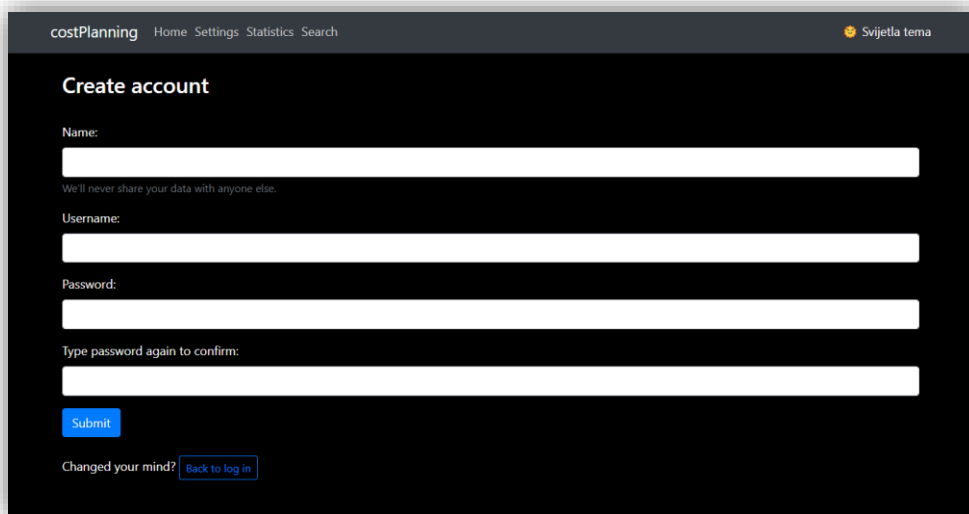 costPlanning Home Settings Statistics Search 🌞 Svijetla tema
Create account
Name:
We'll never share your data with anyone else.
Username:
Password:
Type password again to confirm:
Submit
Changed your mind? Back to log in